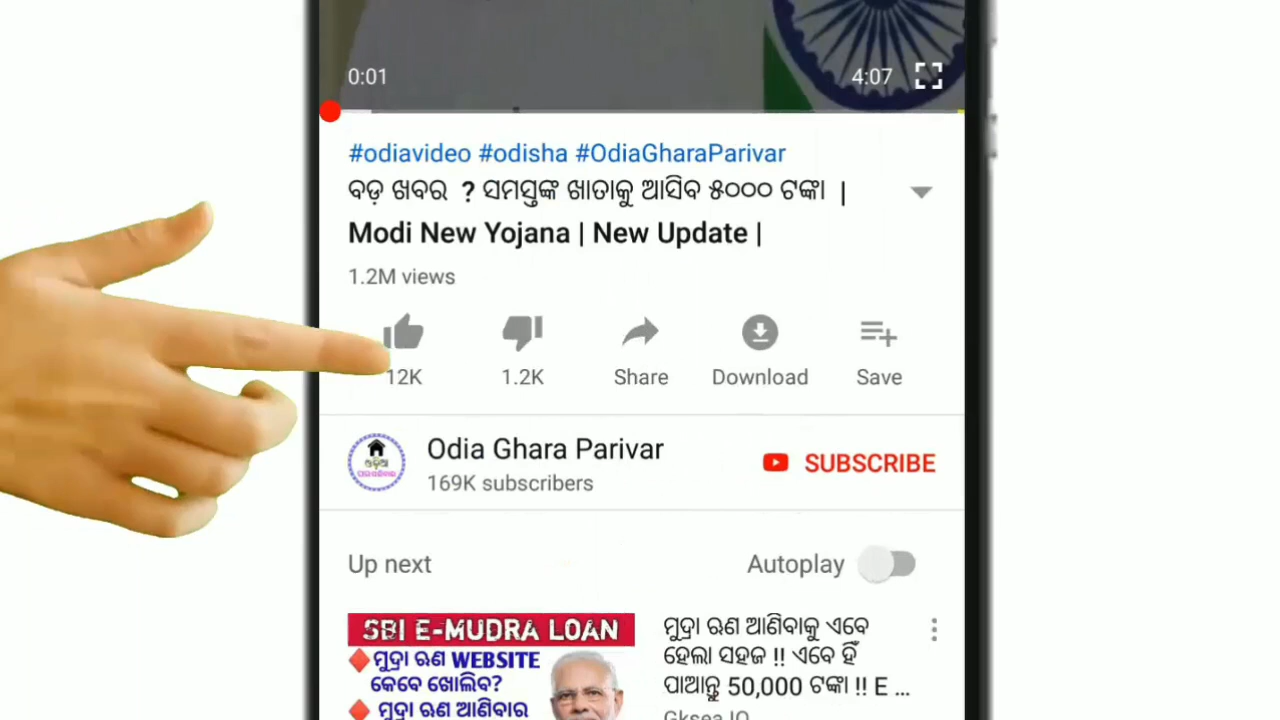 0:01
4:07
#odiavideo #odisha #OdiaGharaParivar
ବଡ଼ ଖବର ? ସମସ୍ତଙ୍କ ଖାତାକୁ ଆସିବ ୫୦୦୦ ଟଙ୍କା |
Modi New Yojana | New Update |
1.2M views
12K
1.2K
Share
Download
Save
Odia Ghara Parivar
169K subscribers
SUBSCRIBE
Up next
Autoplay
SBI E-MUDRA LOAN
ମୁଦ୍ରା ଋଣ WEBSITE
କେବେ ଖୋଲିବ?
ମୁଦ୍ରା ଋଣ ଆଣିବାର
ମୁଦ୍ରା ଋଣ ଆଣିବାକୁ ଏବେ
ହେଲା ସହଜ !! ଏବେ ହିଁ
ପାଆନ୍ତୁ 50,000 ଟଙ୍କା !! E ...